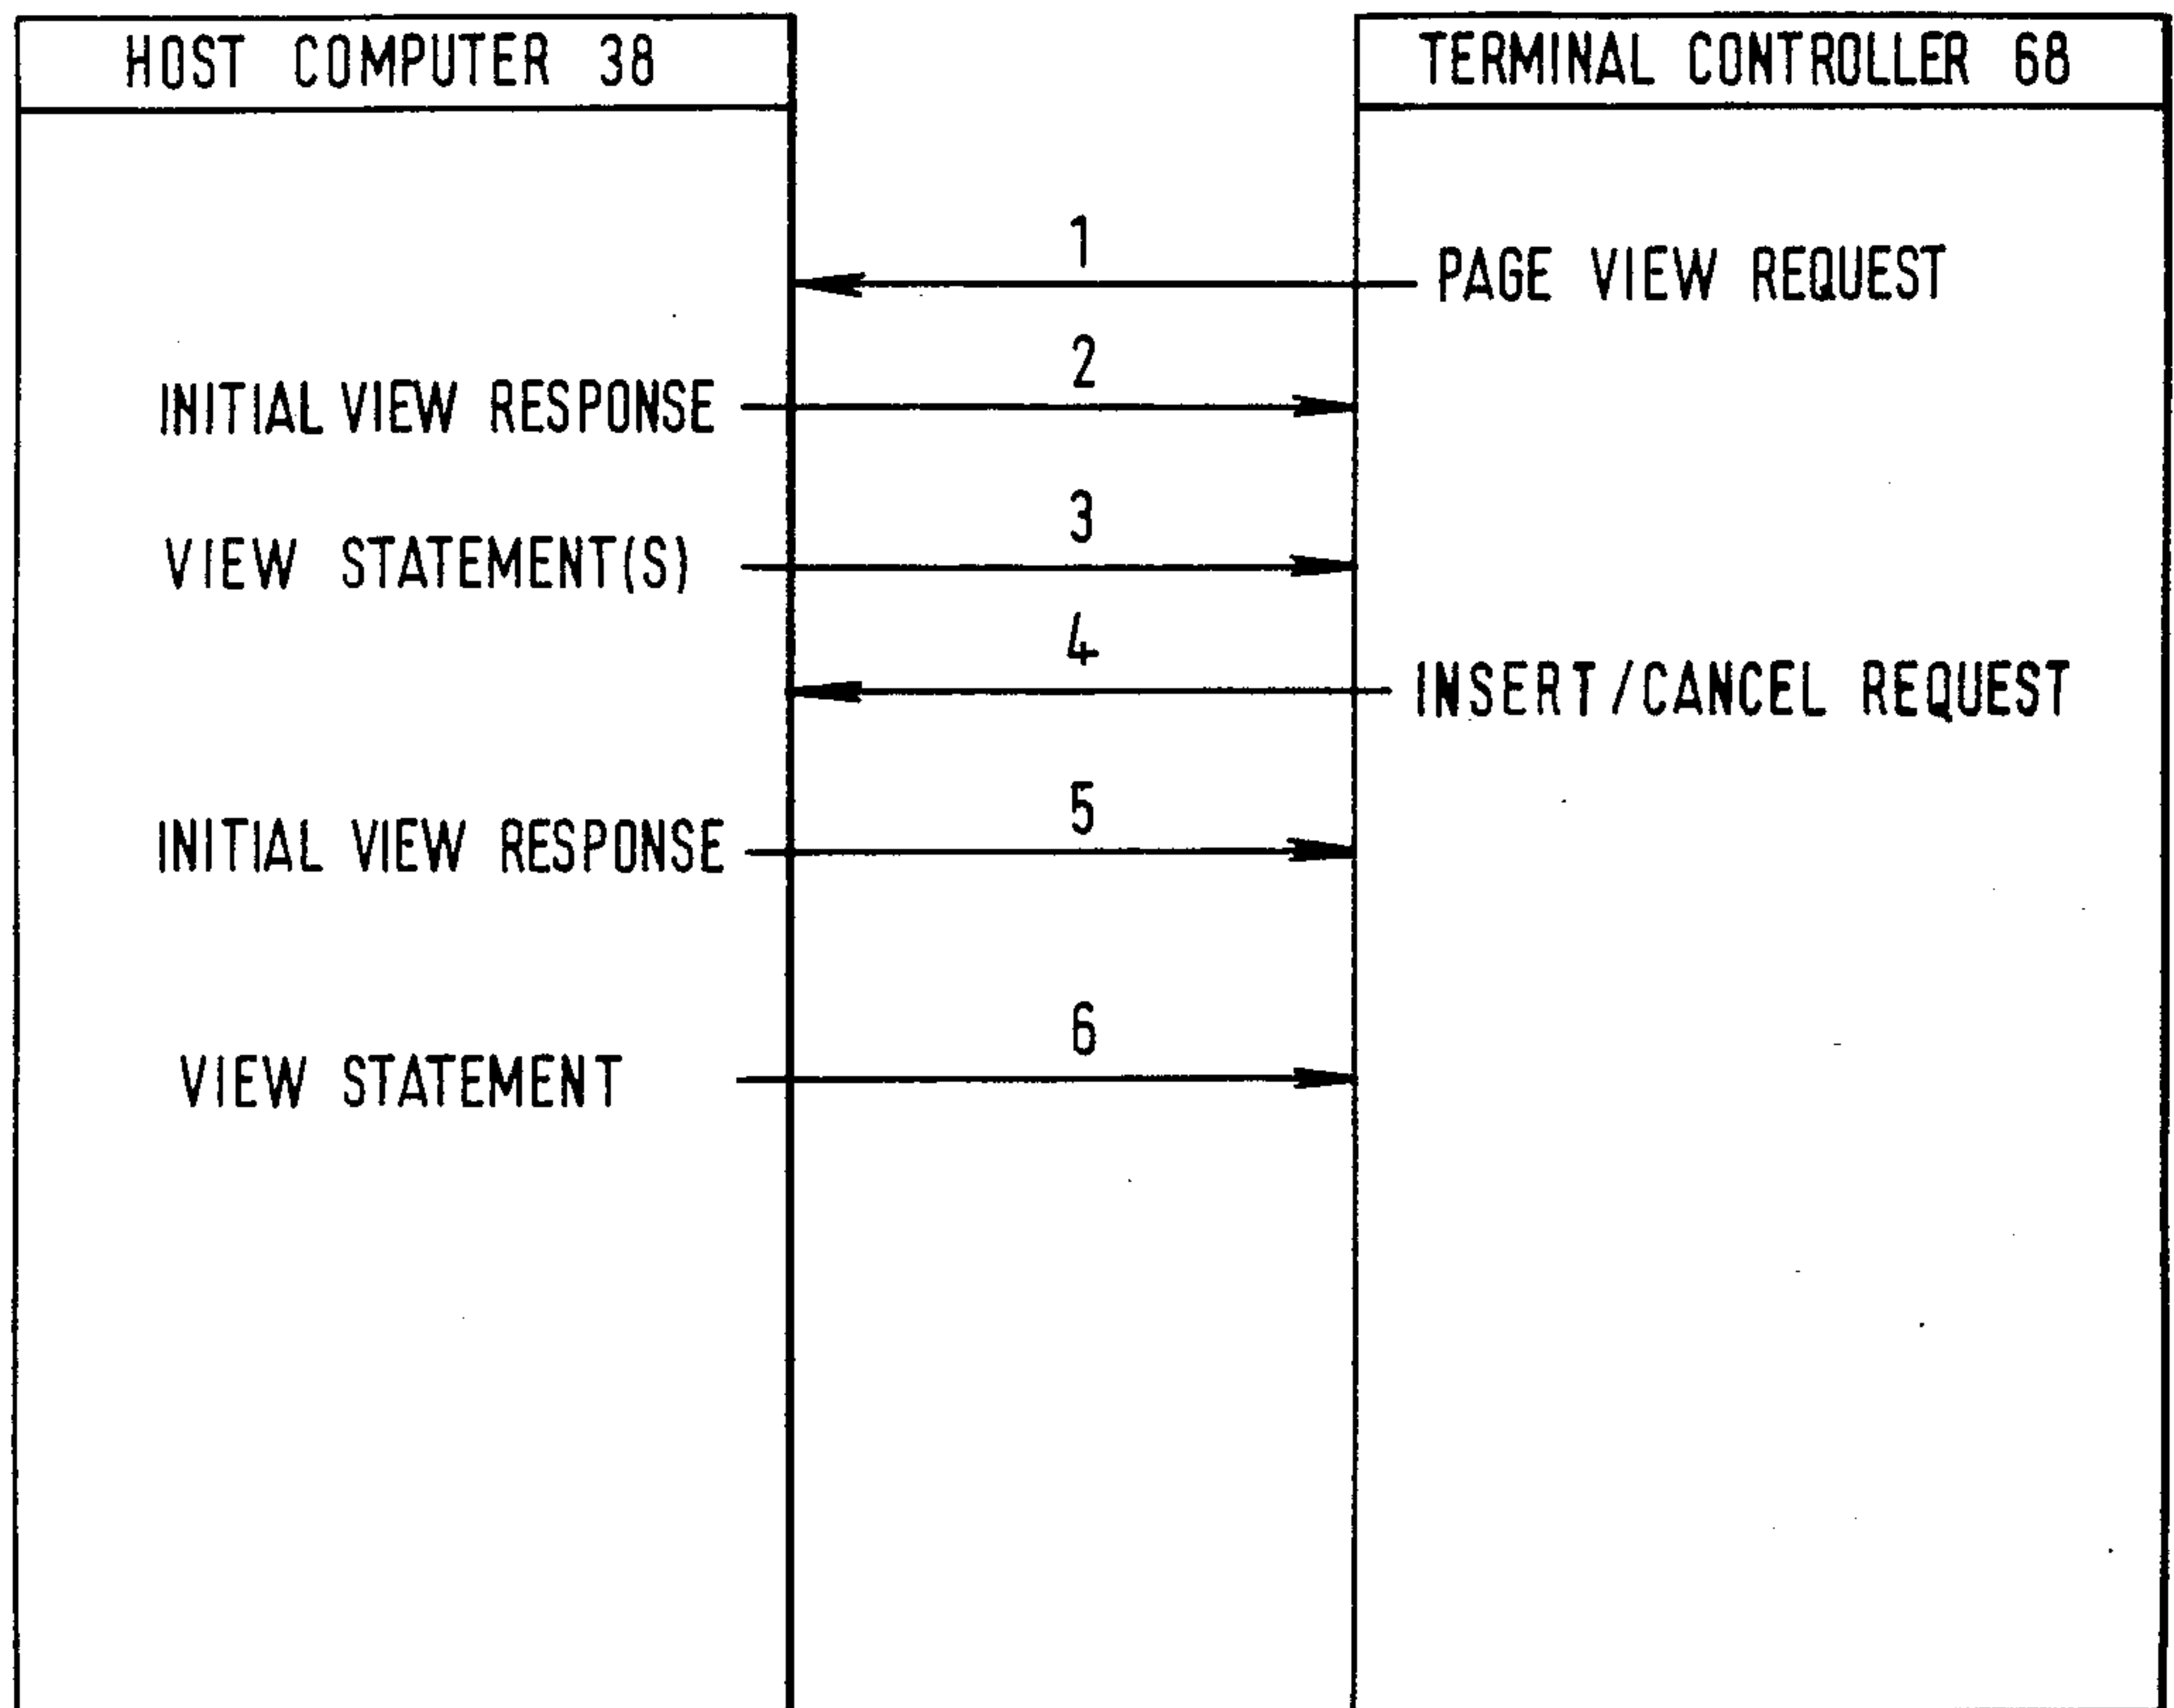 HOST COMPUTER 38
TERMINAL CONTROLLER 68
1
PAGE VIEW REQUEST
2
INITIAL VIEW RESPONSE
3
VIEW STATEMENT(S)
4
INSERT/CANCEL REQUEST
5
INITIAL VIEW RESPONSE
6
VIEW STATEMENT